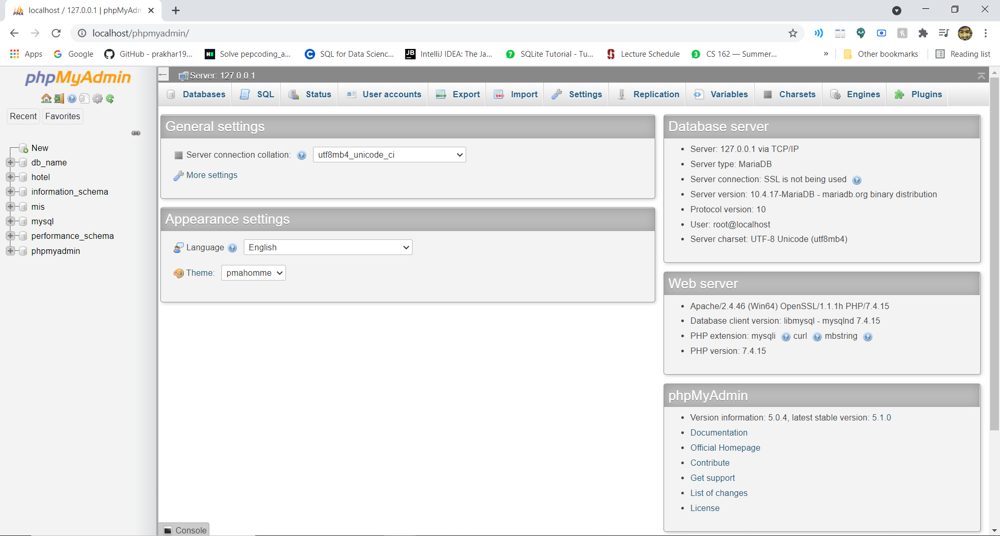 localhost / 127.0.0.1 | phpMyAdm
localhost/phpmyadmin/
Apps
Google
GitHub - prakhar19...
Solve pepcoding_a...
SQL for Data Scienc...
IntelliJ IDEA: The Ja...
SQLite Tutorial - Tu...
Lecture Schedule
CS 162 — Summer...
»
Other bookmarks
Reading list
phpMyAdmin
Recent
Favorites
New
db_name
hotel
information_schema
mis
mysql
performance_schema
phpmyadmin
Server: 127.0.0.1
Databases
SQL
Status
User accounts
Export
Import
Settings
Replication
Variables
Charsets
Engines
Plugins
General settings
Server connection collation:
utf8mb4_unicode_ci
More settings
Appearance settings
Language
English
Theme:
pmahomme
Database server
Server: 127.0.0.1 via TCP/IP
Server type: MariaDB
Server connection: SSL is not being used
Server version: 10.4.17-MariaDB - mariadb.org binary distribution
Protocol version: 10
User: root@localhost
Server charset: UTF-8 Unicode (utf8mb4)
Web server
Apache/2.4.46 (Win64) OpenSSL/1.1.1h PHP/7.4.15
Database client version: libmysql - mysqlnd 7.4.15
PHP extension: mysqli curl mbstring
PHP version: 7.4.15
phpMyAdmin
Version information: 5.0.4, latest stable version: 5.1.0
Documentation
Official Homepage
Contribute
Get support
List of changes
License
Console